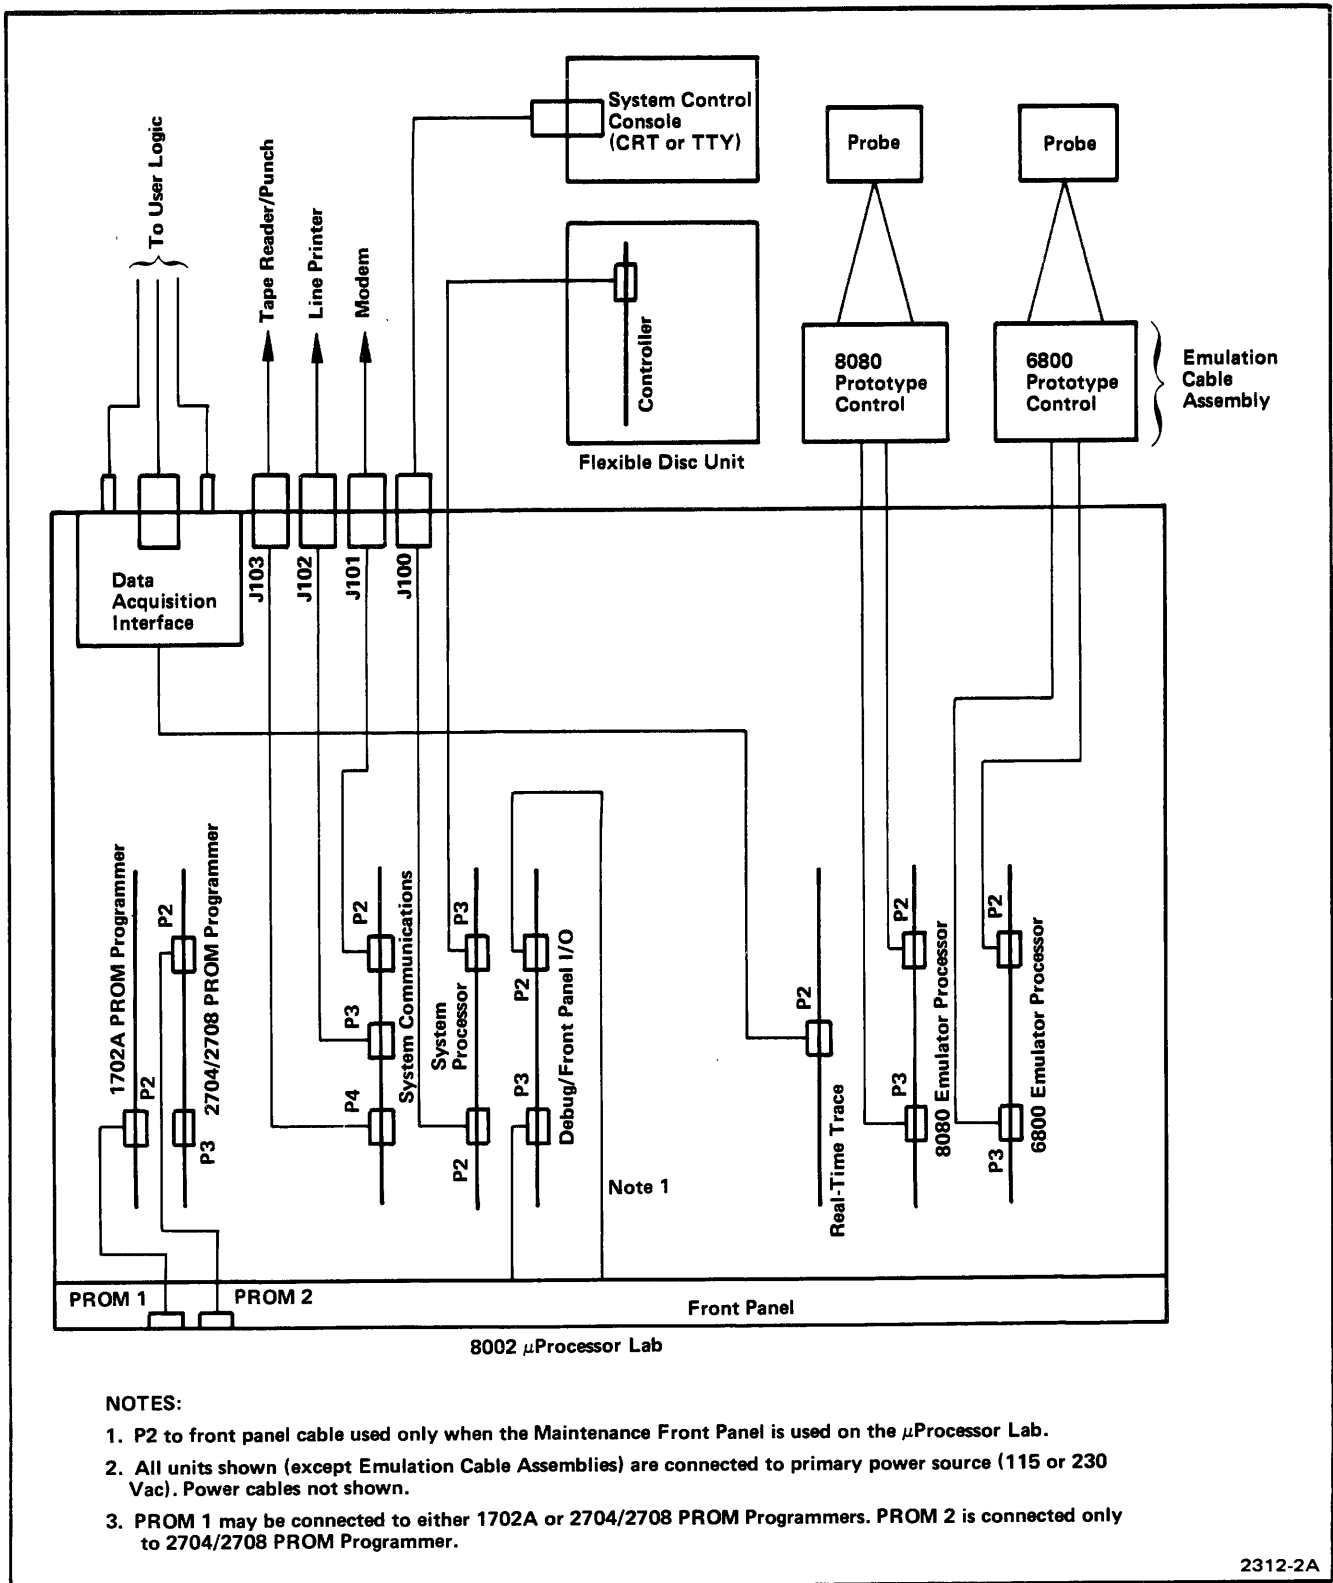 System Control
Console
(CRT or TTY)
Probe
Probe
To User Logic
Tape Reader/Punch
Line Printer
Modem
Controller
Flexible Disc Unit
8080
Prototype
Control
6800
Prototype
Control
Emulation
Cable
Assembly
Data
Acquisition
Interface
J103
J102
J101
J100
1702A PROM Programmer
P2
P2
2704/2708 PROM Programmer
P3
P2
P3
P4
System Communications
P3
System
Processor
P2
P2
P3
Debug/Front Panel I/O
Note 1
P2
Real-Time Trace
P2
P3
8080 Emulator Processor
P2
P3
6800 Emulator Processor
PROM 1
PROM 2
Front Panel
8002 μProcessor Lab
NOTES:
1. P2 to front panel cable used only when the Maintenance Front Panel is used on the μProcessor Lab.
2. All units shown (except Emulation Cable Assemblies) are connected to primary power source (115 or 230
Vac). Power cables not shown.
3. PROM 1 may be connected to either 1702A or 2704/2708 PROM Programmers. PROM 2 is connected only
to 2704/2708 PROM Programmer.
2312-2A